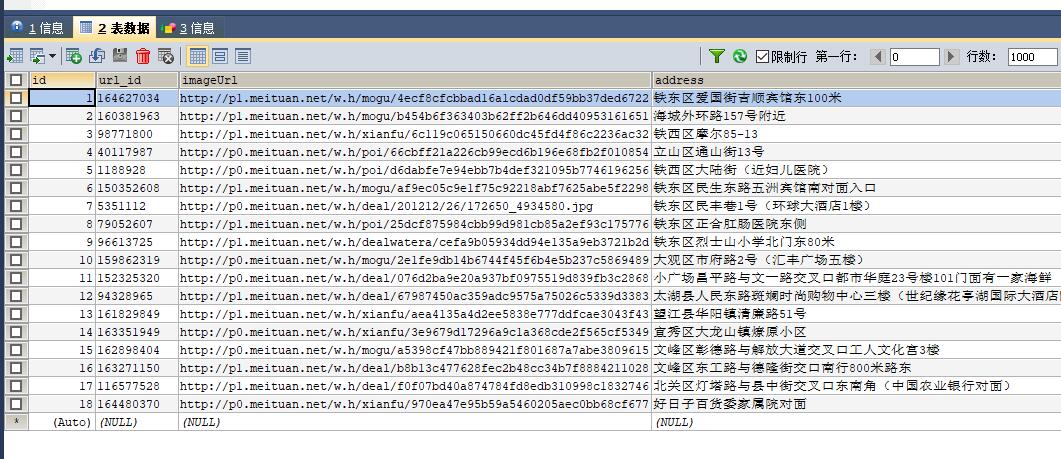 1 信息 2 表数据 3 信息
限制行 第一行: 0 行数: 1000
id url_id imageUrl address
1 164627034 http://p1.meituan.net/w.h/mogu/4ecf8cfcbbad16a1cdad0df59bb37ded6722 铁东区爱国街吉顺宾馆东100米
2 160381963 http://p1.meituan.net/w.h/mogu/b454b6f363403b62ff2b646dd40953161651 海城外环路157号附近
3 98771800 http://p1.meituan.net/w.h/xianfu/6c119c065150660dc45fd4f86c2236ac32 铁西区摩尔85-13
4 40117987 http://p0.meituan.net/w.h/poi/66cbff21a226cb99ecd6b196e68fb2f010854 立山区通山街13号
5 1188928 http://p0.meituan.net/w.h/poi/d6dabfe7e94ebb7b4def321095b7746196256 铁西区大陆街（近妇儿医院）
6 150352608 http://p1.meituan.net/w.h/mogu/af9ec05c9e1f75c92218abf7625abe5f2298 铁东区民生东路五洲宾馆南对面入口
7 5351112 http://p0.meituan.net/w.h/deal/201212/26/172650_4934580.jpg 铁东区民丰巷1号（环球大酒店1楼）
8 79052607 http://p1.meituan.net/w.h/poi/25dcf875984cbb99d981cb85a2ef93c175776 铁东区正合肛肠医院东侧
9 96613725 http://p0.meituan.net/w.h/dealwatera/cefa9b05934dd94e135a9eb3721b2d 铁东区烈士山小学北门东80米
10 159862319 http://p0.meituan.net/w.h/mogu/2e1fe9db14b6744f45f6b4e5b237c5869489 大观区市府路2号（汇丰广场五楼）
11 152325320 http://p0.meituan.net/w.h/deal/076d2ba9e20a937bf0975519d839fb3c2868 小广场昌平路与文一路交叉口都市华庭23号楼101门面有一家海鲜
12 94328965 http://p1.meituan.net/w.h/deal/67987450ac359adc9575a75026c5339d3383 太湖县人民东路斑斓时尚购物中心三楼（世纪缘花亭湖国际大酒店
13 161829849 http://p1.meituan.net/w.h/xianfu/aea4135a4d2ee5838e777ddfcae3043f43 望江县华阳镇清廉路51号
14 163351949 http://p0.meituan.net/w.h/xianfu/3e9679d17296a9c1a368cde2f565cf5349 宜秀区大龙山镇燎原小区
15 162898404 http://p0.meituan.net/w.h/mogu/a5398cf47bb889421f801687a7abe3809615 文峰区彰德路与解放大道交叉口工人文化宫3楼
16 163271150 http://p1.meituan.net/w.h/deal/b8b13c477628fec2b48cc34b7f8884211028 文峰区东工路与德隆街交口南行800米路东
17 116577528 http://p1.meituan.net/w.h/deal/f0f07bd40a874784fd8edb310998c1832746 北关区灯塔路与县中街交叉口东南角（中国农业银行对面）
18 164480370 http://p0.meituan.net/w.h/xianfu/970ea47e95b59a5460205aec0bb68cf677 好日子百货娄家属院对面
* (Auto) (NULL) (NULL) (NULL)